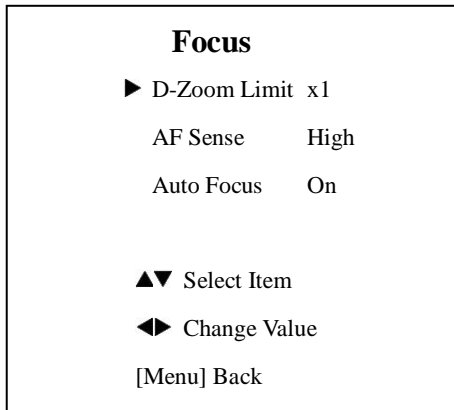 Focus
▶ D-Zoom Limit x1
AF Sense High
Auto Focus On
▲▼ Select Item
◀▶ Change Value
[Menu] Back